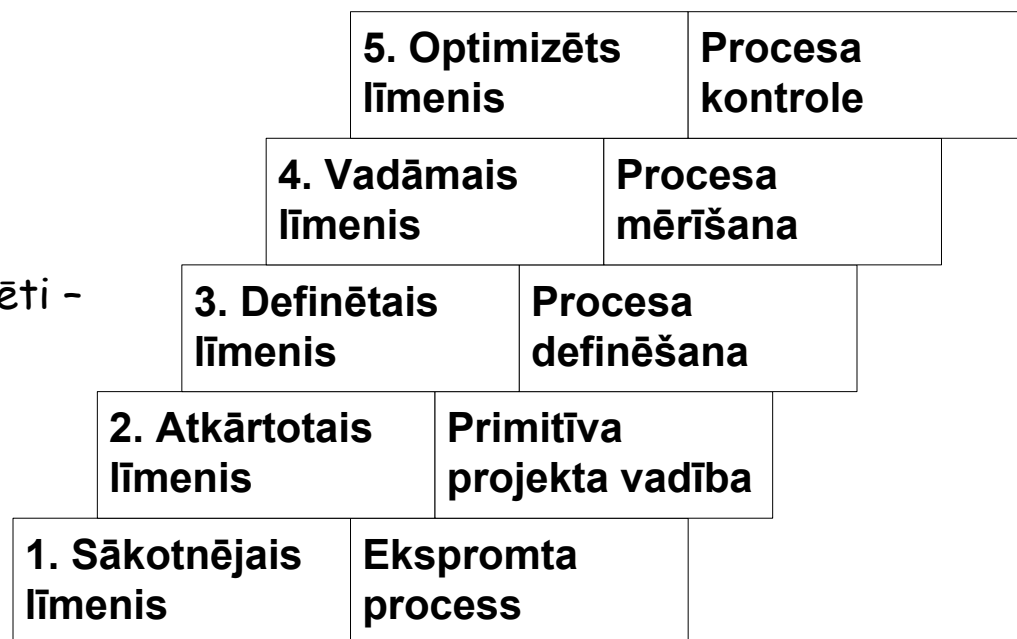 5. Optimizēts
līmenis
Procesa
kontrole
4. Vadāmais
līmenis
Procesa
mērīšana
ēti -
3. Definētais
līmenis
Procesa
definēšana
2. Atkārtotais
līmenis
Primitīva
projekta vadība
1. Sākotnējais
līmenis
Ekspromta
process